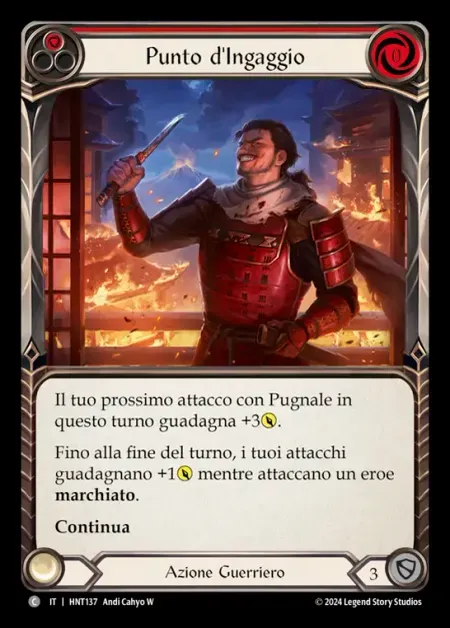 Punto d'Ingaggio
0
Il tuo prossimo attacco con Pugnale in
questo turno guadagna +3.
Fino alla fine del turno, i tuoi attacchi
guadagnano +1 mentre attaccano un eroe
marchiato.
Continua
Azione Guerriero
3
C IT | HNT137 Andi Cahyo W
© 2024 Legend Story Studios